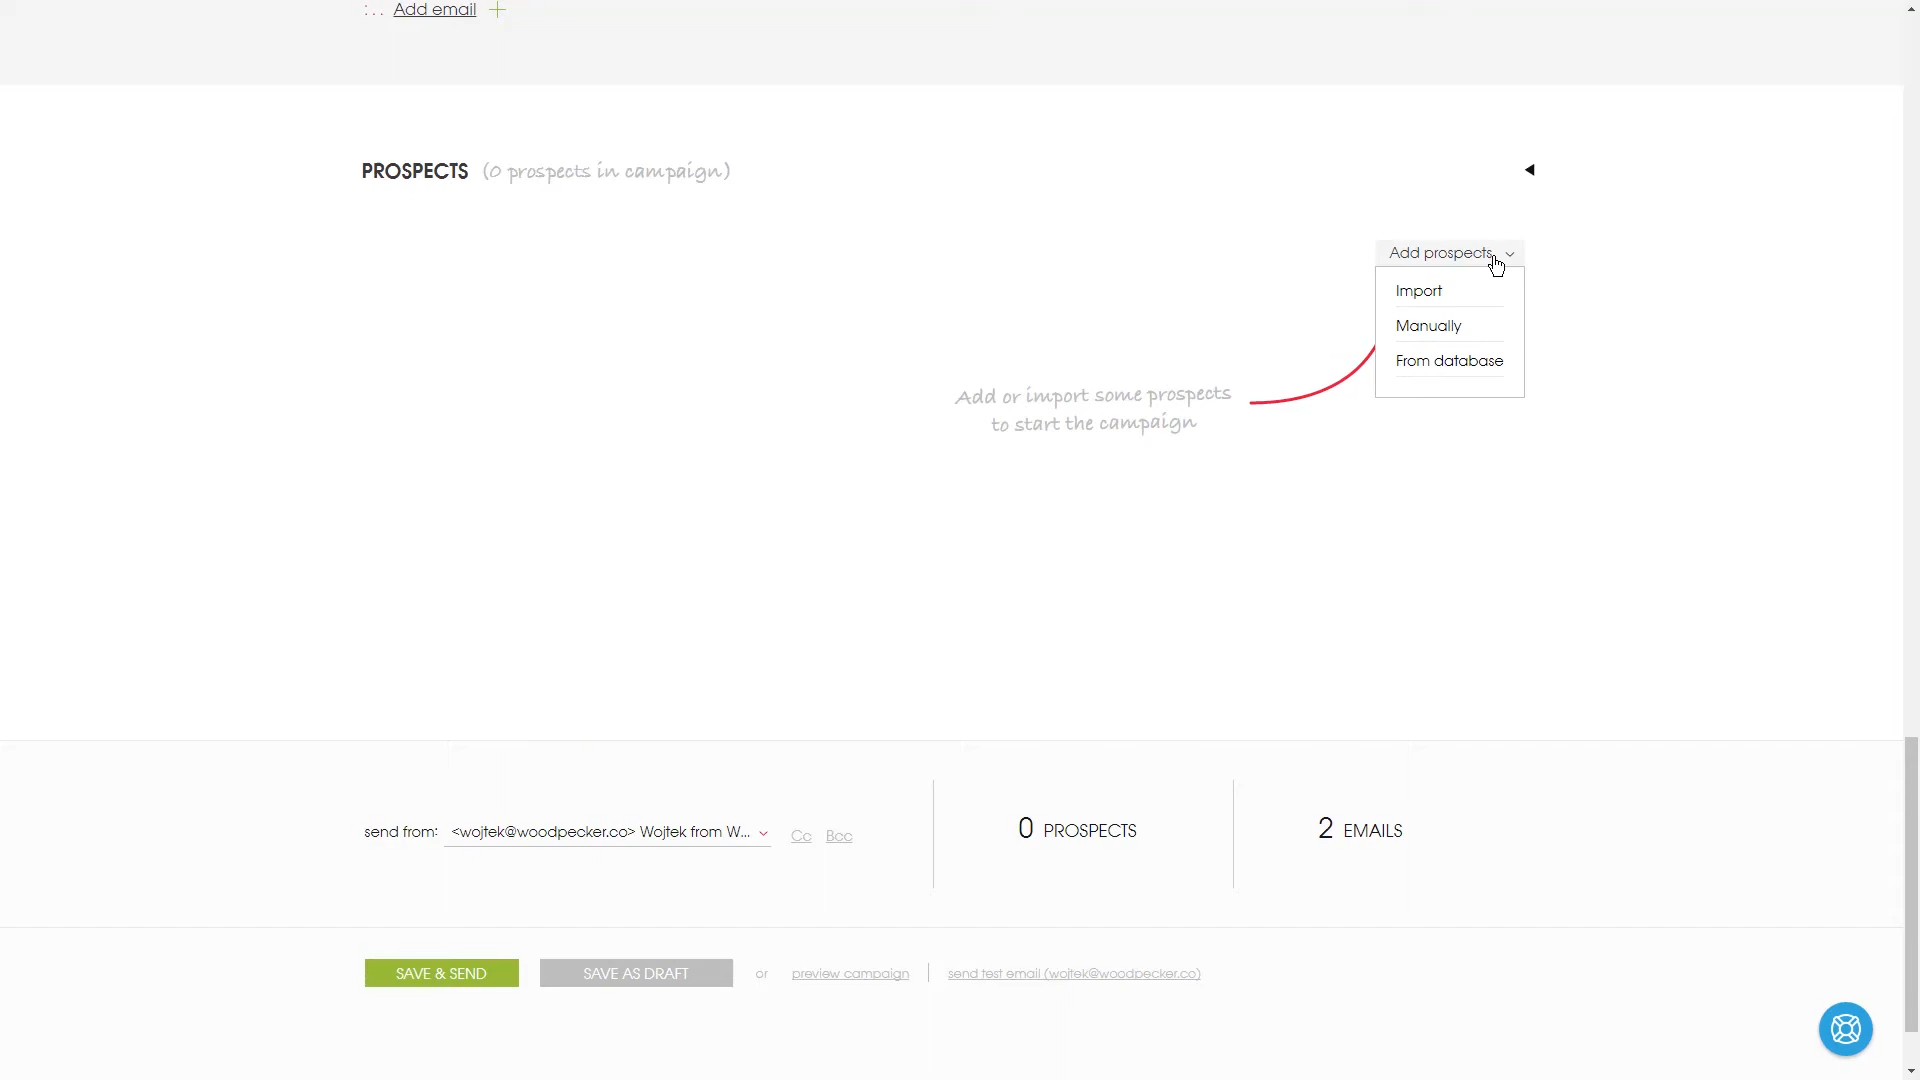 Add email
PROSPECTS (0 prospects in campaign)
Add prospects
Import
Manually
From database
Add or import some prospects
to start the campaign
send from: <wojtek@woodpecker.co> Wojtek from W... Cc Bcc
0 PROSPECTS
2 EMAILS
SAVE & SEND SAVE AS DRAFT or preview campaign send test email (wojtek@woodpecker.co)